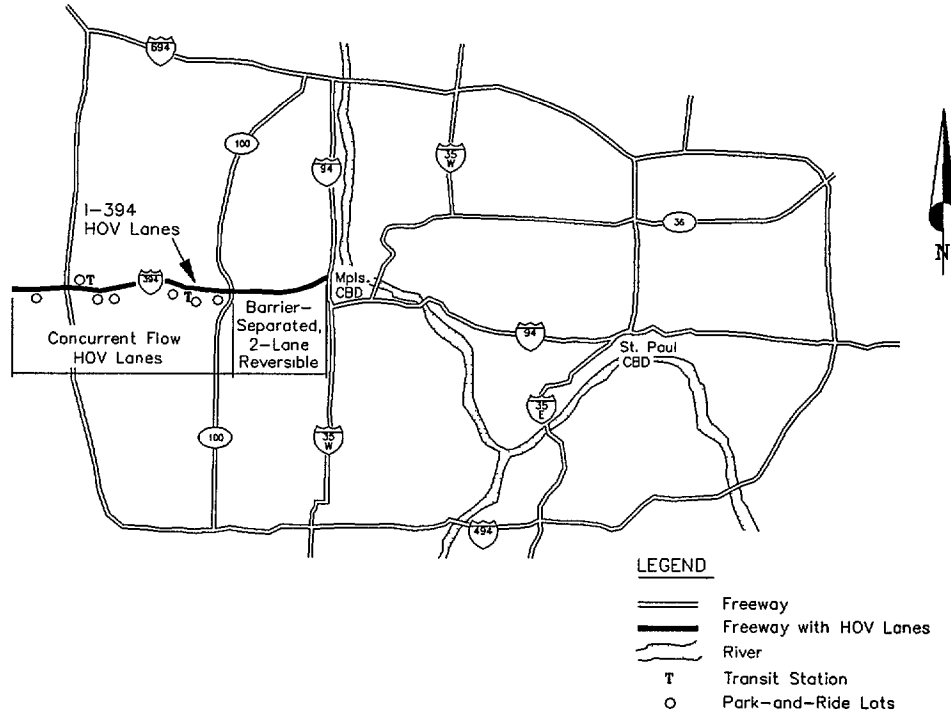 694
100
94
35
W
36
I-394
HOV Lanes
N
T
394
T
Mpls.
CBD
Concurrent Flow
HOV Lanes
Barrier-
Separated,
2-Lane
Reversible
94
St. Paul
CBD
35
E
100
35
W
494
LEGEND
Freeway
Freeway with HOV Lanes
River
T Transit Station
Park-and-Ride Lots